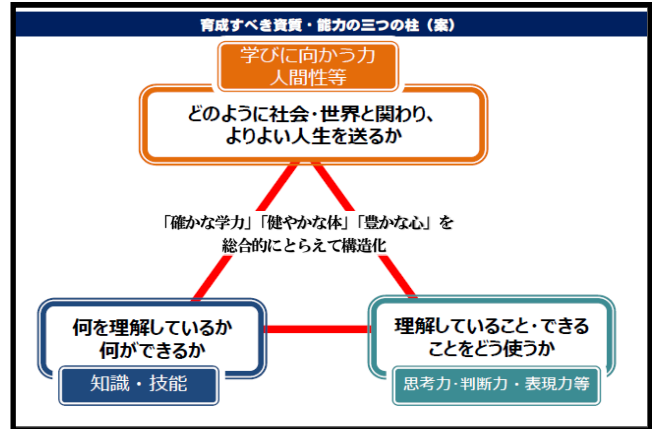 育成すべき資質・能力の三つの柱（案）
学びに向かう力
人間性等
どのように社会・世界と関わり、
よりよい人生を送るか
「確かな学力」「健やかな体」「豊かな心」を
総合的にとらえて構造化
何を理解しているか
何ができるか
知識・技能
理解していること・できる
ことをどう使うか
思考力・判断力・表現力等